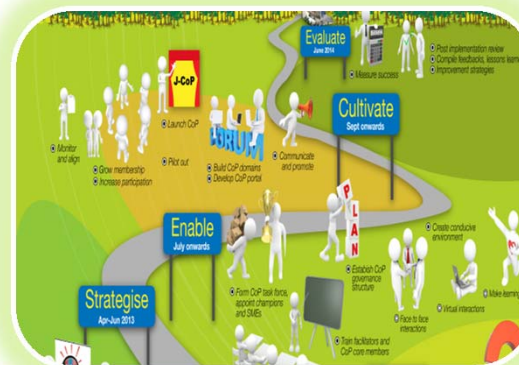 Evaluate
June 2014
Measure success
Post implementation review
Compile feedbacks, lessons learne
Improvement strategies
J-CoP
Launch CoP
Cultivate
Sept onwards
Monitor
and align
Grow membership
Increase participation
Pilot out
FORUM
Build CoP domains
Develop CoP portal
Communicate
and promote
Enable
July onwards
PLAN
Create conducive
environment
Form CoP task force,
appoint champions
and SMEs
Estabish CoP
governance
structure
Face to face
interactions
Virtual interactions
Make learning
Strategise
Apr-Jun 2013
Train facilitators and
CoP core members